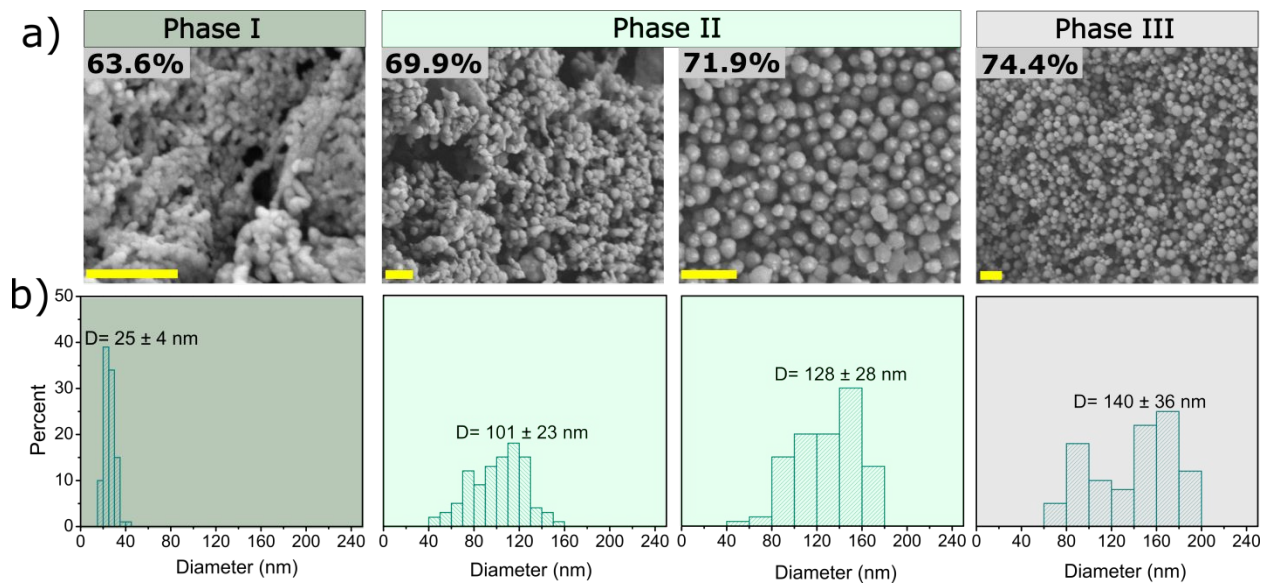 a)
Phase I
Phase II
Phase III
63.6%
69.9%
71.9%
74.4%
b)
50
40
30
20
10
0
Percent
D= 25 ± 4 nm
D= 101 ± 23 nm
D= 128 ± 28 nm
D= 140 ± 36 nm
0 40 80 120 160 200 240
0 40 80 120 160 200 240
0 40 80 120 160 200 240
0 40 80 120 160 200 240
Diameter (nm)
Diameter (nm)
Diameter (nm)
Diameter (nm)